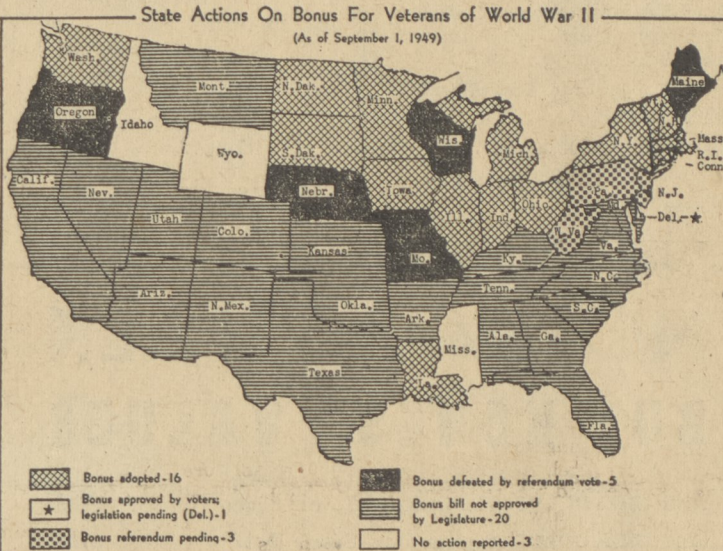 State Actions On Bonus For Veterans of World War II
(As of September 1, 1949)
Wash.
Mont.
N.Dak.
Minn.
Maine
Oregon
Idaho
Wis.
N.Y.
Mass
Wyo.
S.Dak.
Mich.
R.I.
Conn
Calif.
Nev.
Nebr.
Iowa
Pa.
N.J.
Utah
Colo.
Ill.
Ind.
Ohio
W.Va
Md.
Del.-★
Kansas
Mo.
Ky.
Va.
Ariz.
N.Mex.
Okla.
Ark.
Tenn.
N.C.
S.C.
Miss.
Ala.
Ga.
Texas
La.
Fla.
Bonus adopted-16
Bonus approved by voters;
legislation pending (Del.)-1
Bonus referendum pending-3
Bonus defeated by referendum vote-5
Bonus bill not approved
by Legislature-20
No action reported-3